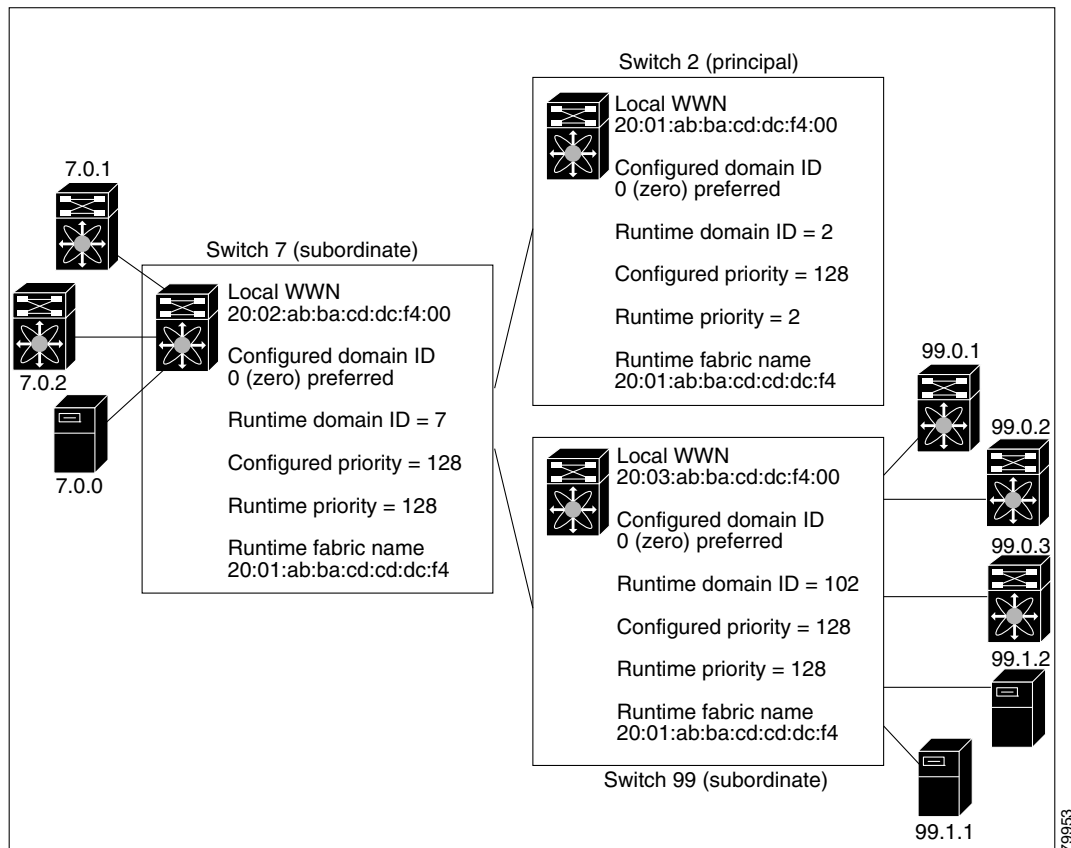 Switch 2 (principal)
Local WWN
20:01:ab:ba:cd:dc:f4:00
Configured domain ID
0 (zero) preferred
Runtime domain ID = 2
Configured priority = 128
Runtime priority = 2
Runtime fabric name
20:01:ab:ba:cd:cd:dc:f4
7.0.1
7.0.2
7.0.0
Switch 7 (subordinate)
Local WWN
20:02:ab:ba:cd:dc:f4:00
Configured domain ID
0 (zero) preferred
Runtime domain ID = 7
Configured priority = 128
Runtime priority = 128
Runtime fabric name
20:01:ab:ba:cd:cd:dc:f4
Local WWN
20:03:ab:ba:cd:dc:f4:00
Configured domain ID
0 (zero) preferred
Runtime domain ID = 102
Configured priority = 128
Runtime priority = 128
Runtime fabric name
20:01:ab:ba:cd:cd:dc:f4
Switch 99 (subordinate)
99.0.1
99.0.2
99.0.3
99.1.2
99.1.1
79953